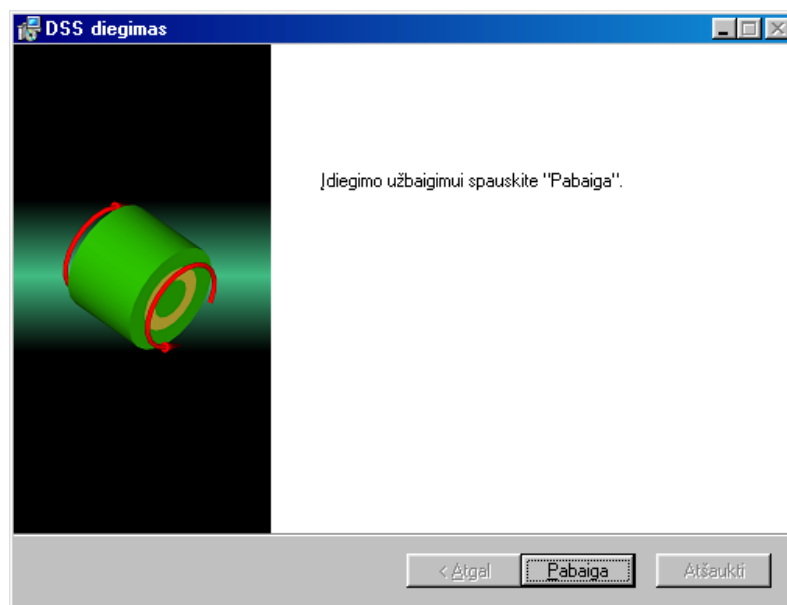 DSS diegimas
Įdiegimo užbaigimui spauskite "Pabaiga".
< Atgal
Pabaiga
Atšaukti